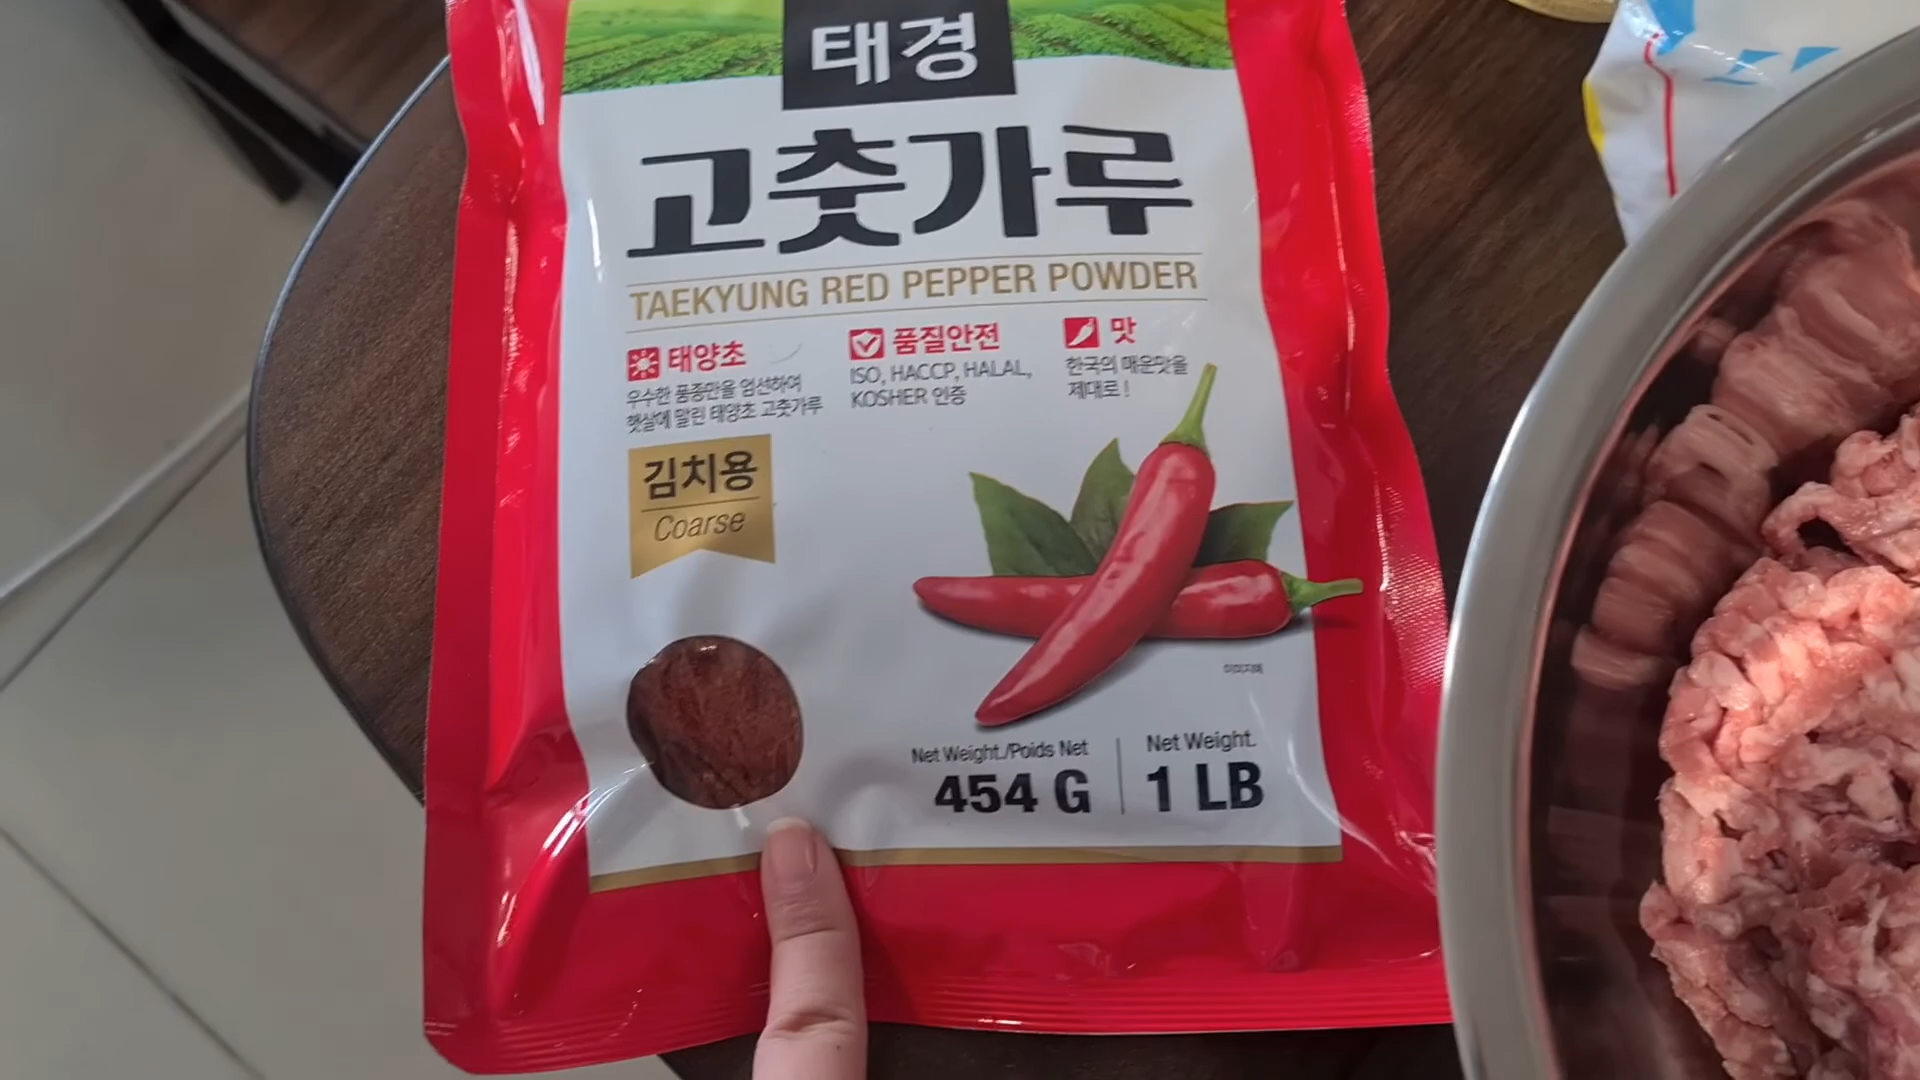 태경
고춧가루
TAEKYUNG RED PEPPER POWDER
태양초
우수한 품종만을 엄선하여
햇살에 말린 태양초 고춧가루
품질안전
ISO, HACCP, HALAL,
KOSHER 인증
맛
한국의 매운맛을
제대로!
김치용
Coarse
Net Weight./Poids Net
454 G
Net Weight.
1 LB